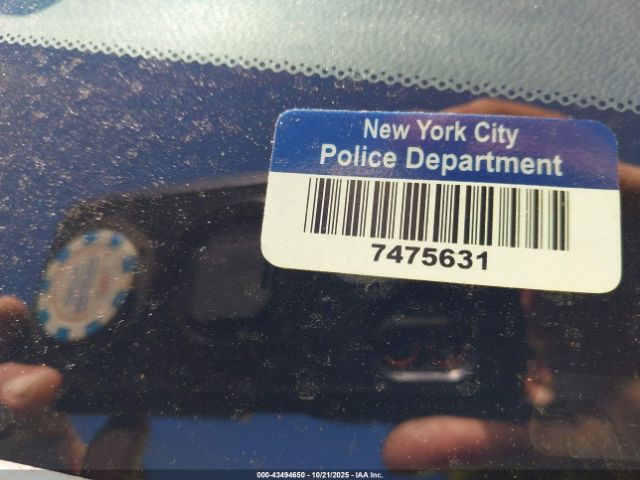 New York City
Police Department
7475631
000-43494650 - 10/21/2025 - IAA Inc.